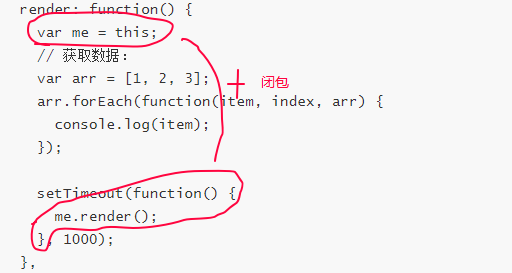 render: function() {
var me = this;
// 获取数据：
var arr = [1, 2, 3];
闭包
arr.forEach(function(item, index, arr) {
console.log(item);
});
setTimeout(function() {
me.render();
}, 1000);
},